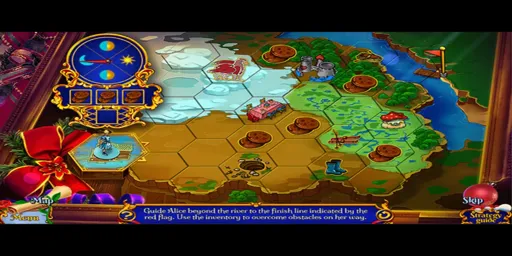 Map
Skip
Guide Alice beyond the river to the finish line indicated by the
red flag. Use the inventory to overcome obstacles on her way.
Menu
?
Strategy
guide